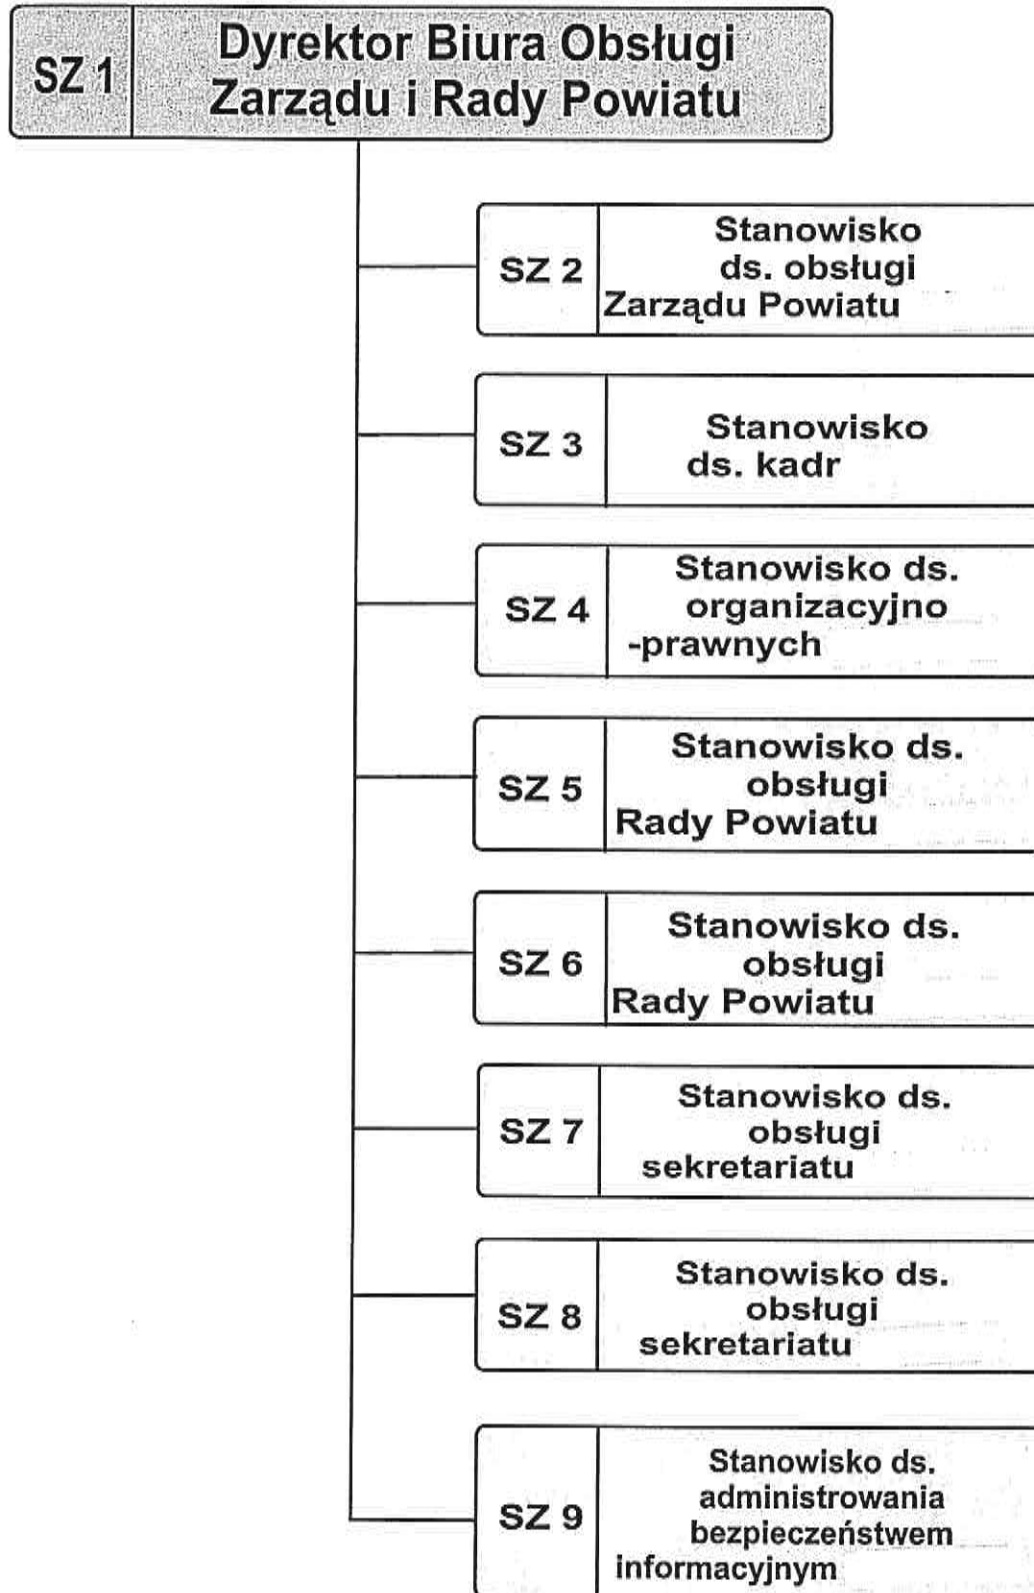 SZ 1
Dyrektor Biura Obsługi
Zarządu i Rady Powiatu
SZ 2
Stanowisko
ds. obsługi
Zarządu Powiatu
SZ 3
Stanowisko
ds. kadr
SZ 4
Stanowisko ds.
organizacyjno
-prawnych
SZ 5
Stanowisko ds.
obsługi
Rady Powiatu
SZ 6
Stanowisko ds.
obsługi
Rady Powiatu
SZ 7
Stanowisko ds.
obsługi
sekretariatu
SZ 8
Stanowisko ds.
obsługi
sekretariatu
SZ 9
Stanowisko ds.
administrowania
bezpieczeństwem
informacyjnym